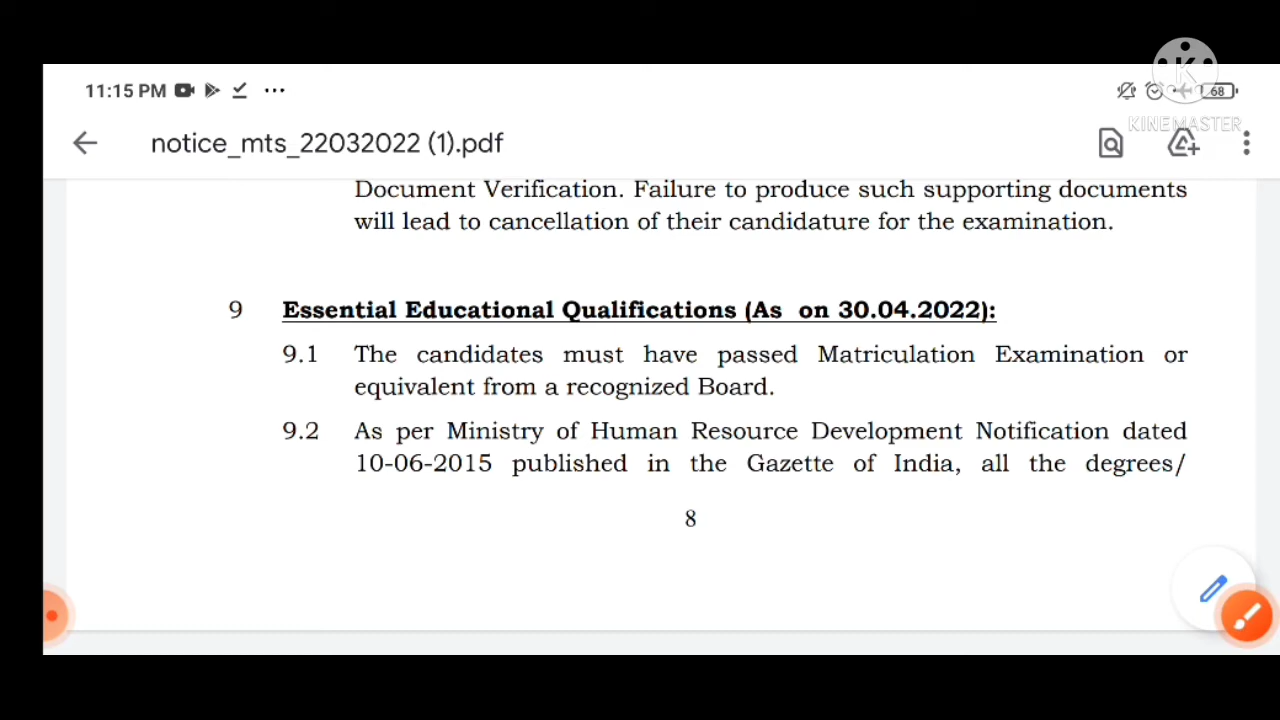 11:15 PM ... 68
KINEMASTER
notice_mts_22032022 (1).pdf
Document Verification. Failure to produce such supporting documents
will lead to cancellation of their candidature for the examination.
9 Essential Educational Qualifications (As on 30.04.2022):
9.1 The candidates must have passed Matriculation Examination or
equivalent from a recognized Board.
9.2 As per Ministry of Human Resource Development Notification dated
10-06-2015 published in the Gazette of India, all the degrees/
8